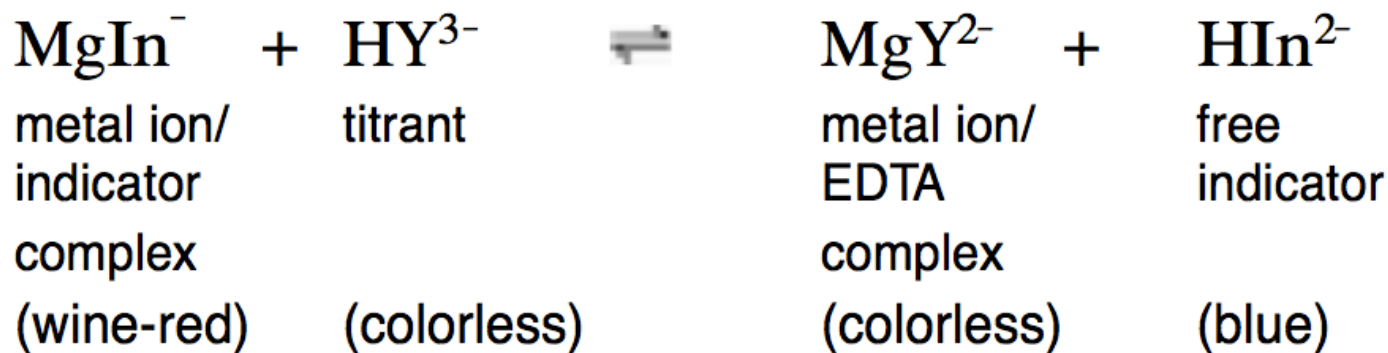 MgIn⁻ + HY³⁻ ⇌ MgY²⁻ + HIn²⁻
metal ion/ titrant metal ion/ free
indicator EDTA indicator
complex complex
(wine-red) (colorless) (colorless) (blue)